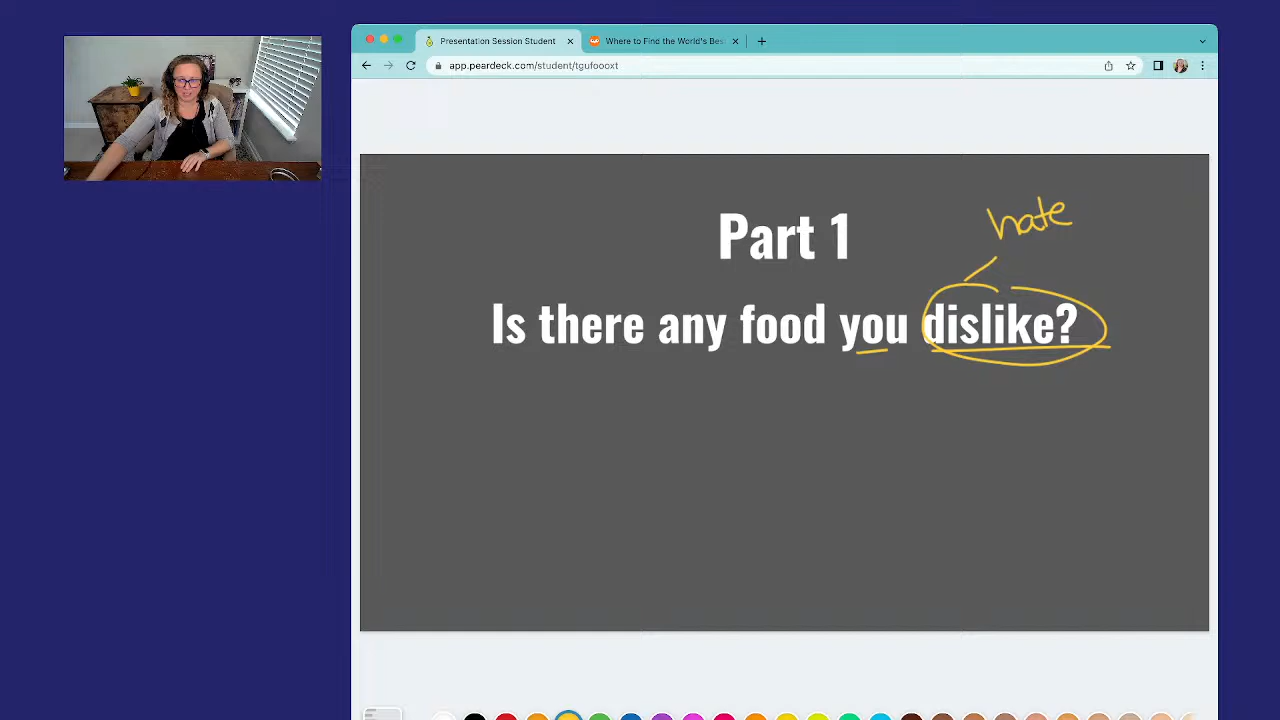 Presentation Session Student
Where to Find the World's Bes
app.peardeck.com/student/tgufoooxt
hate
Part 1
Is there any food you dislike?